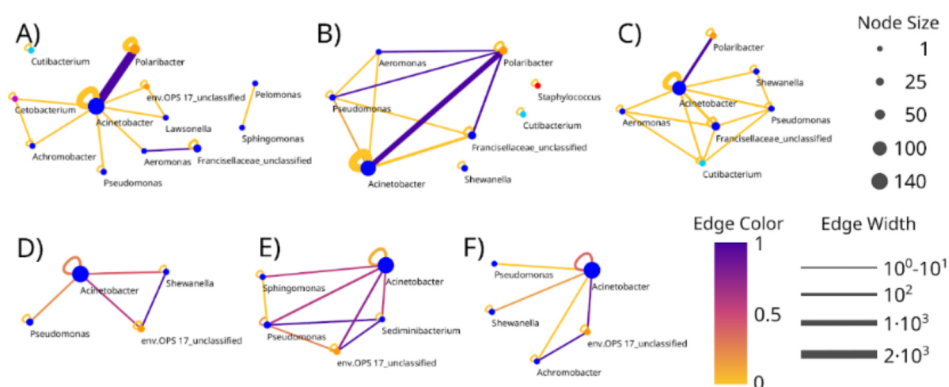 A)
Cutibacterium
Polaribacter
env.OPS 17_unclassified
Cetobacterium
Acinetobacter
Lawsonella
Pelomonas
Sphingomonas
Achromobacter
Aeromonas
Francisellaceae_unclassified
Pseudomonas
B)
Aeromonas
Polaribacter
Staphylococcus
Pseudomonas
Cutibacterium
Francisellaceae_unclassified
Shewanella
Acinetobacter
C)
Polaribacter
Shewanella
Acinetobacter
Aeromonas
Pseudomonas
Francisellaceae_unclassified
Cutibacterium
Node Size
1
25
50
100
140
D)
Acinetobacter
Shewanella
Pseudomonas
env.OPS 17_unclassified
E)
Acinetobacter
Sphingomonas
Pseudomonas
Sediminibacterium
env.OPS 17_unclassified
F)
Pseudomonas
Acinetobacter
Shewanella
env.OPS 17_unclassified
Achromobacter
Edge Color
1
0.5
0
Edge Width
10⁰-10¹
10²
1·10³
2·10³